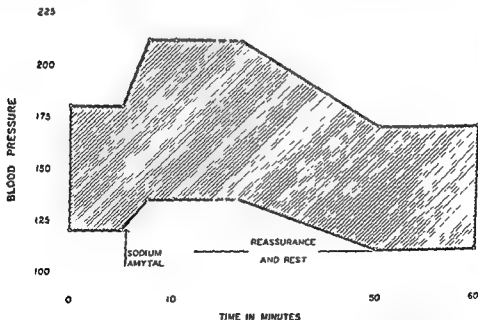 225
200
175
150
125
100
BLOOD PRESSURE
SODIUM
AMYTAL
REASSURANCE
AND REST
0
10
50
60
TIME IN MINUTES